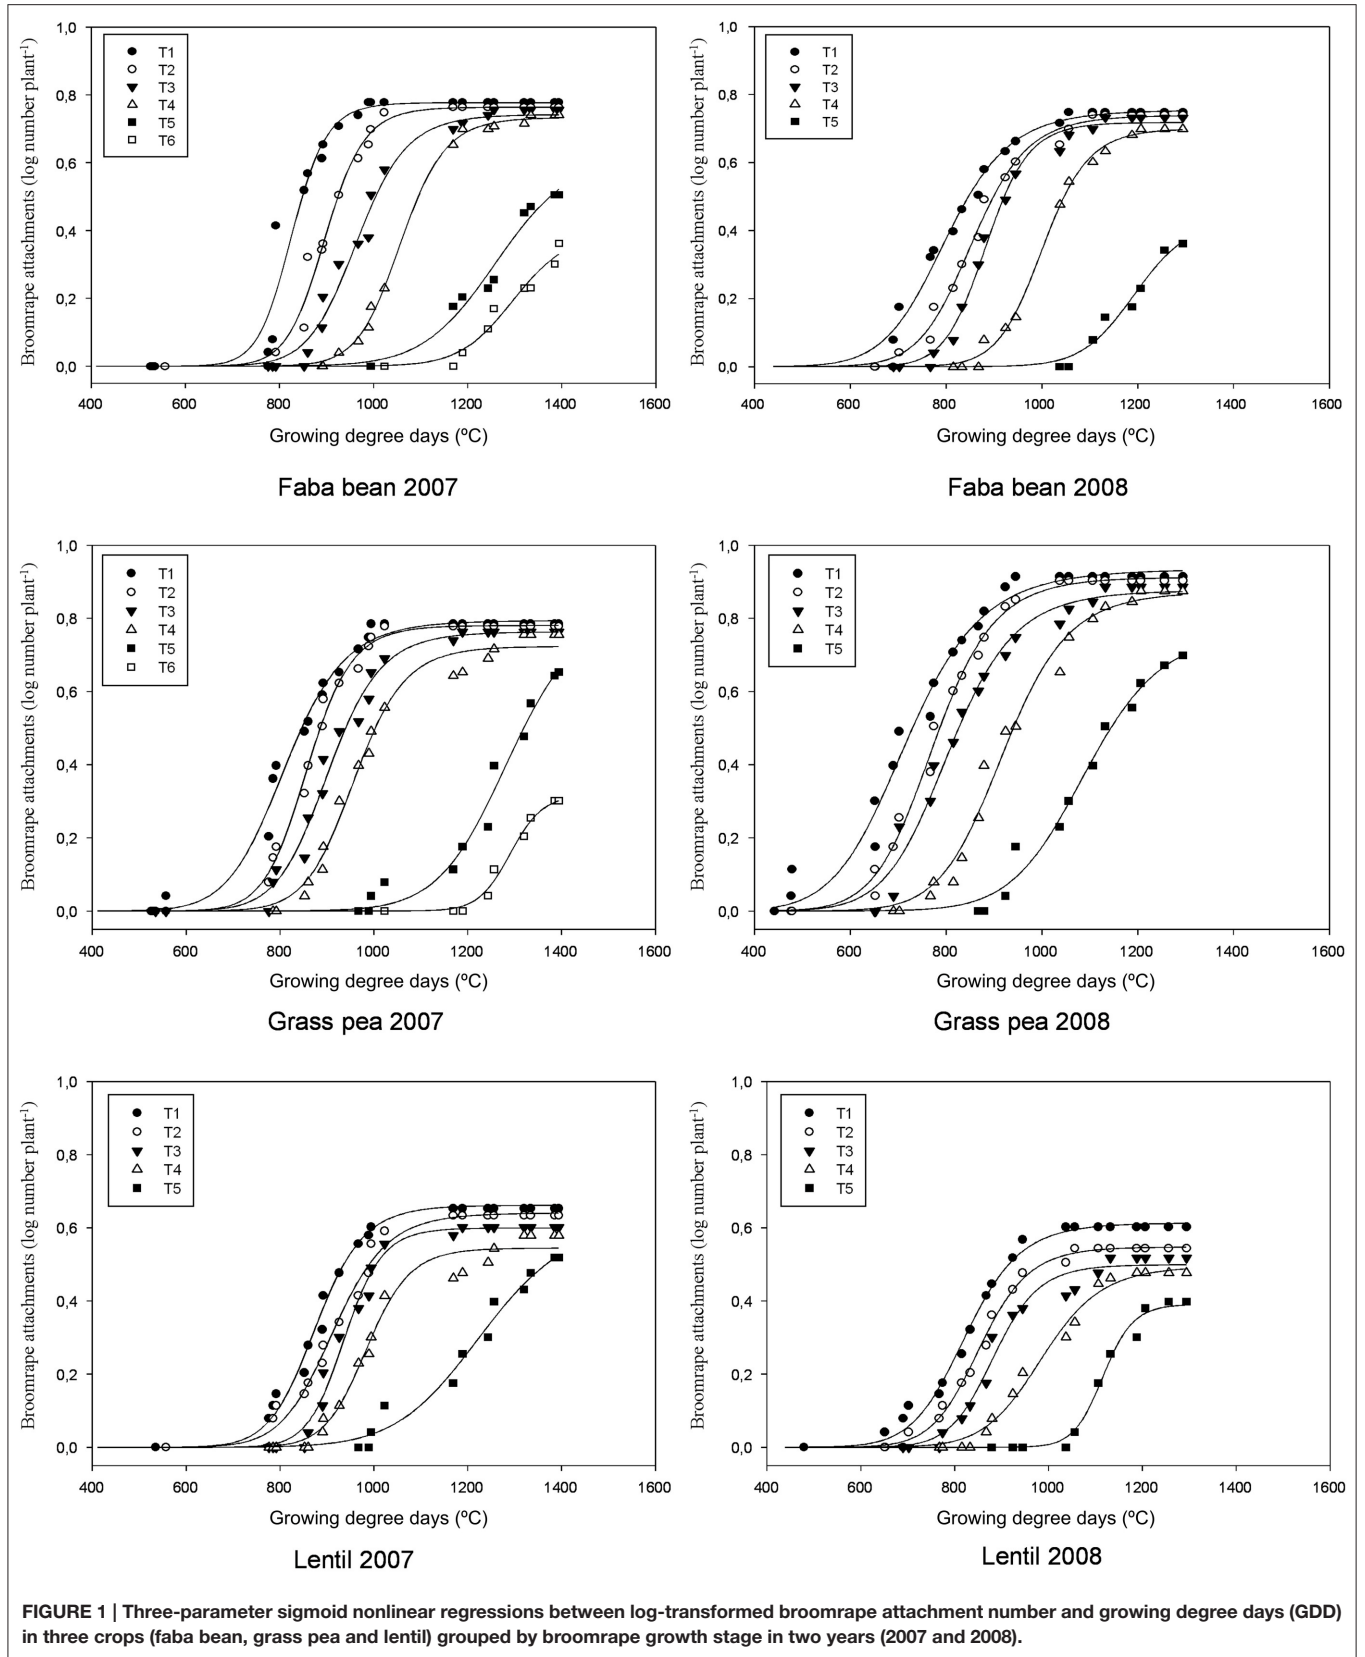 Broomrape attachments (log number plant-1)
1,0
0,8
0,6
0,4
0,2
0,0
T1
T2
T3
T4
T5
T6
400 600 800 1000 1200 1400 1600
Growing degree days (ºC)
Faba bean 2007
Broomrape attachments (log number plant-1)
1,0
0,8
0,6
0,4
0,2
0,0
T1
T2
T3
T4
T5
400 600 800 1000 1200 1400 1600
Growing degree days (ºC)
Faba bean 2008
Broomrape attachments (log number plant-1)
1,0
0,8
0,6
0,4
0,2
0,0
T1
T2
T3
T4
T5
T6
400 600 800 1000 1200 1400 1600
Growing degree days (ºC)
Grass pea 2007
Broomrape attachments (log number plant-1)
1,0
0,8
0,6
0,4
0,2
0,0
T1
T2
T3
T4
T5
400 600 800 1000 1200 1400 1600
Growing degree days (ºC)
Grass pea 2008
Broomrape attachments (log number plant-1)
1,0
0,8
0,6
0,4
0,2
0,0
T1
T2
T3
T4
T5
400 600 800 1000 1200 1400 1600
Growing degree days (ºC)
Lentil 2007
Broomrape attachments (log number plant-1)
1,0
0,8
0,6
0,4
0,2
0,0
T1
T2
T3
T4
T5
400 600 800 1000 1200 1400 1600
Growing degree days (ºC)
Lentil 2008
FIGURE 1 | Three-parameter sigmoid nonlinear regressions between log-transformed broomrape attachment number and growing degree days (GDD)
in three crops (faba bean, grass pea and lentil) grouped by broomrape growth stage in two years (2007 and 2008).